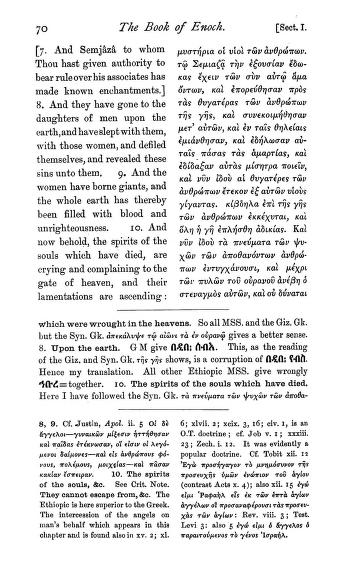 70 The Book of Enoch. [Sect. I.
[7. And Semjâzâ to whom
Thou hast given authority to
bear rule over his associates has
made known enchantments.]
8. And they have gone to the
daughters of men upon the
earth, and have slept with them,
with those women, and defiled
themselves, and revealed these
sins unto them. 9. And the
women have borne giants, and
the whole earth has thereby
been filled with blood and
unrighteousness. 10. And
now behold, the spirits of the
souls which have died, are
crying and complaining to the
gate of heaven, and their
lamentations are ascending:
μυστήρια οἱ υἱοὶ τῶν ἀνθρώπων.
τῷ Σεμιαζᾷ τὴν ἐξουσίαν ἔδω-
κας ἔχειν τῶν σὺν αὐτῷ ἅμα
ὄντων, καὶ ἐπορεύθησαν πρὸς
τὰς θυγατέρας τῶν ἀνθρώπων
τῆς γῆς, καὶ συνεκοιμήθησαν
μετ' αὐτῶν, καὶ ἐν ταῖς θηλείαις
ἐμιάνθησαν, καὶ ἐδήλωσαν αὐ-
ταῖς πάσας τὰς ἁμαρτίας, καὶ
ἐδίδαξαν αὐτὰς μίσητρα ποιεῖν,
καὶ νῦν ἰδοὺ αἱ θυγατέρες τῶν
ἀνθρώπων ἔτεκον ἐξ αὐτῶν υἱοὺς
γίγαντας. κίβδηλα ἐπὶ τῆς γῆς
τῶν ἀνθρώπων ἐκκέχυται, καὶ
ὅλη ἡ γῆ ἐπλήσθη ἀδικίας. Καὶ
νῦν ἰδοὺ τὰ πνεύματα τῶν ψυ-
χῶν τῶν ἀποθανόντων ἀνθρώ-
πων ἐντυγχάνουσι, καὶ μέχρι
τῶν πυλῶν τοῦ οὐρανοῦ ἀνέβη ὁ
στεναγμὸς αὐτῶν, καὶ οὐ δύναται
which were wrought in the heavens. So all MSS. and the Giz. Gk.
but the Syn. Gk. ἀπεκάλυψε τῷ αἰῶνι τὰ ἐν οὐρανῷ gives a better sense.
8. Upon the earth. G M give በዲበ፡ ሰብእ. This, as the reading
of the Giz. and Syn. Gk. τῆς γῆς shows, is a corruption of በዲበ፡ የብስ.
Hence my translation. All other Ethiopic MSS. give wrongly
ኅቡረ = together. 10. The spirits of the souls which have died.
Here I have followed the Syn. Gk. τὰ πνεύματα τῶν ψυχῶν τῶν ἀποθα-
8, 9. Cf. Justin, Apol. ii. 5 Οἱ δὲ
ἄγγελοι—γυναικῶν μίξεσιν ἡττήθησαν
καὶ παῖδας ἐτέκνωσαν, οἵ εἰσιν οἱ λεγό-
μενοι δαίμονες—καὶ εἰς ἀνθρώπους φό-
νους, πολέμους, μοιχείας—καὶ πᾶσαν
κακίαν ἔσπειραν. 10. The spirits
of the souls, &c. See Crit. Note.
They cannot escape from, &c. The
Ethiopic is here superior to the Greek.
The intercession of the angels on
man's behalf which appears in this
chapter and is found also in xv. 2; xl.
6; xlvii. 2; xcix. 3, 16; civ. 1, is an
O.T. doctrine; cf. Job v. 1; xxxiii.
23; Zech. i. 12. It was evidently a
popular doctrine. Cf. Tobit xii. 12
Ἐγὼ προσήγαγον τὸ μνημόσυνον τῆς
προσευχῆς ὑμῶν ἐνώπιον τοῦ ἁγίου
(contrast Acts x. 4); also xii. 15 ἐγώ
εἰμι Ῥαφαὴλ εἷς ἐκ τῶν ἑπτὰ ἁγίων
ἀγγέλων οἳ προσαναφέρουσι τὰς προσευ-
χὰς τῶν ἁγίων: Rev. viii. 3; Test.
Levi 3: also 5 ἐγώ εἰμι ὁ ἄγγελος ὁ
παραιτούμενος τὸ γένος Ἰσραήλ.